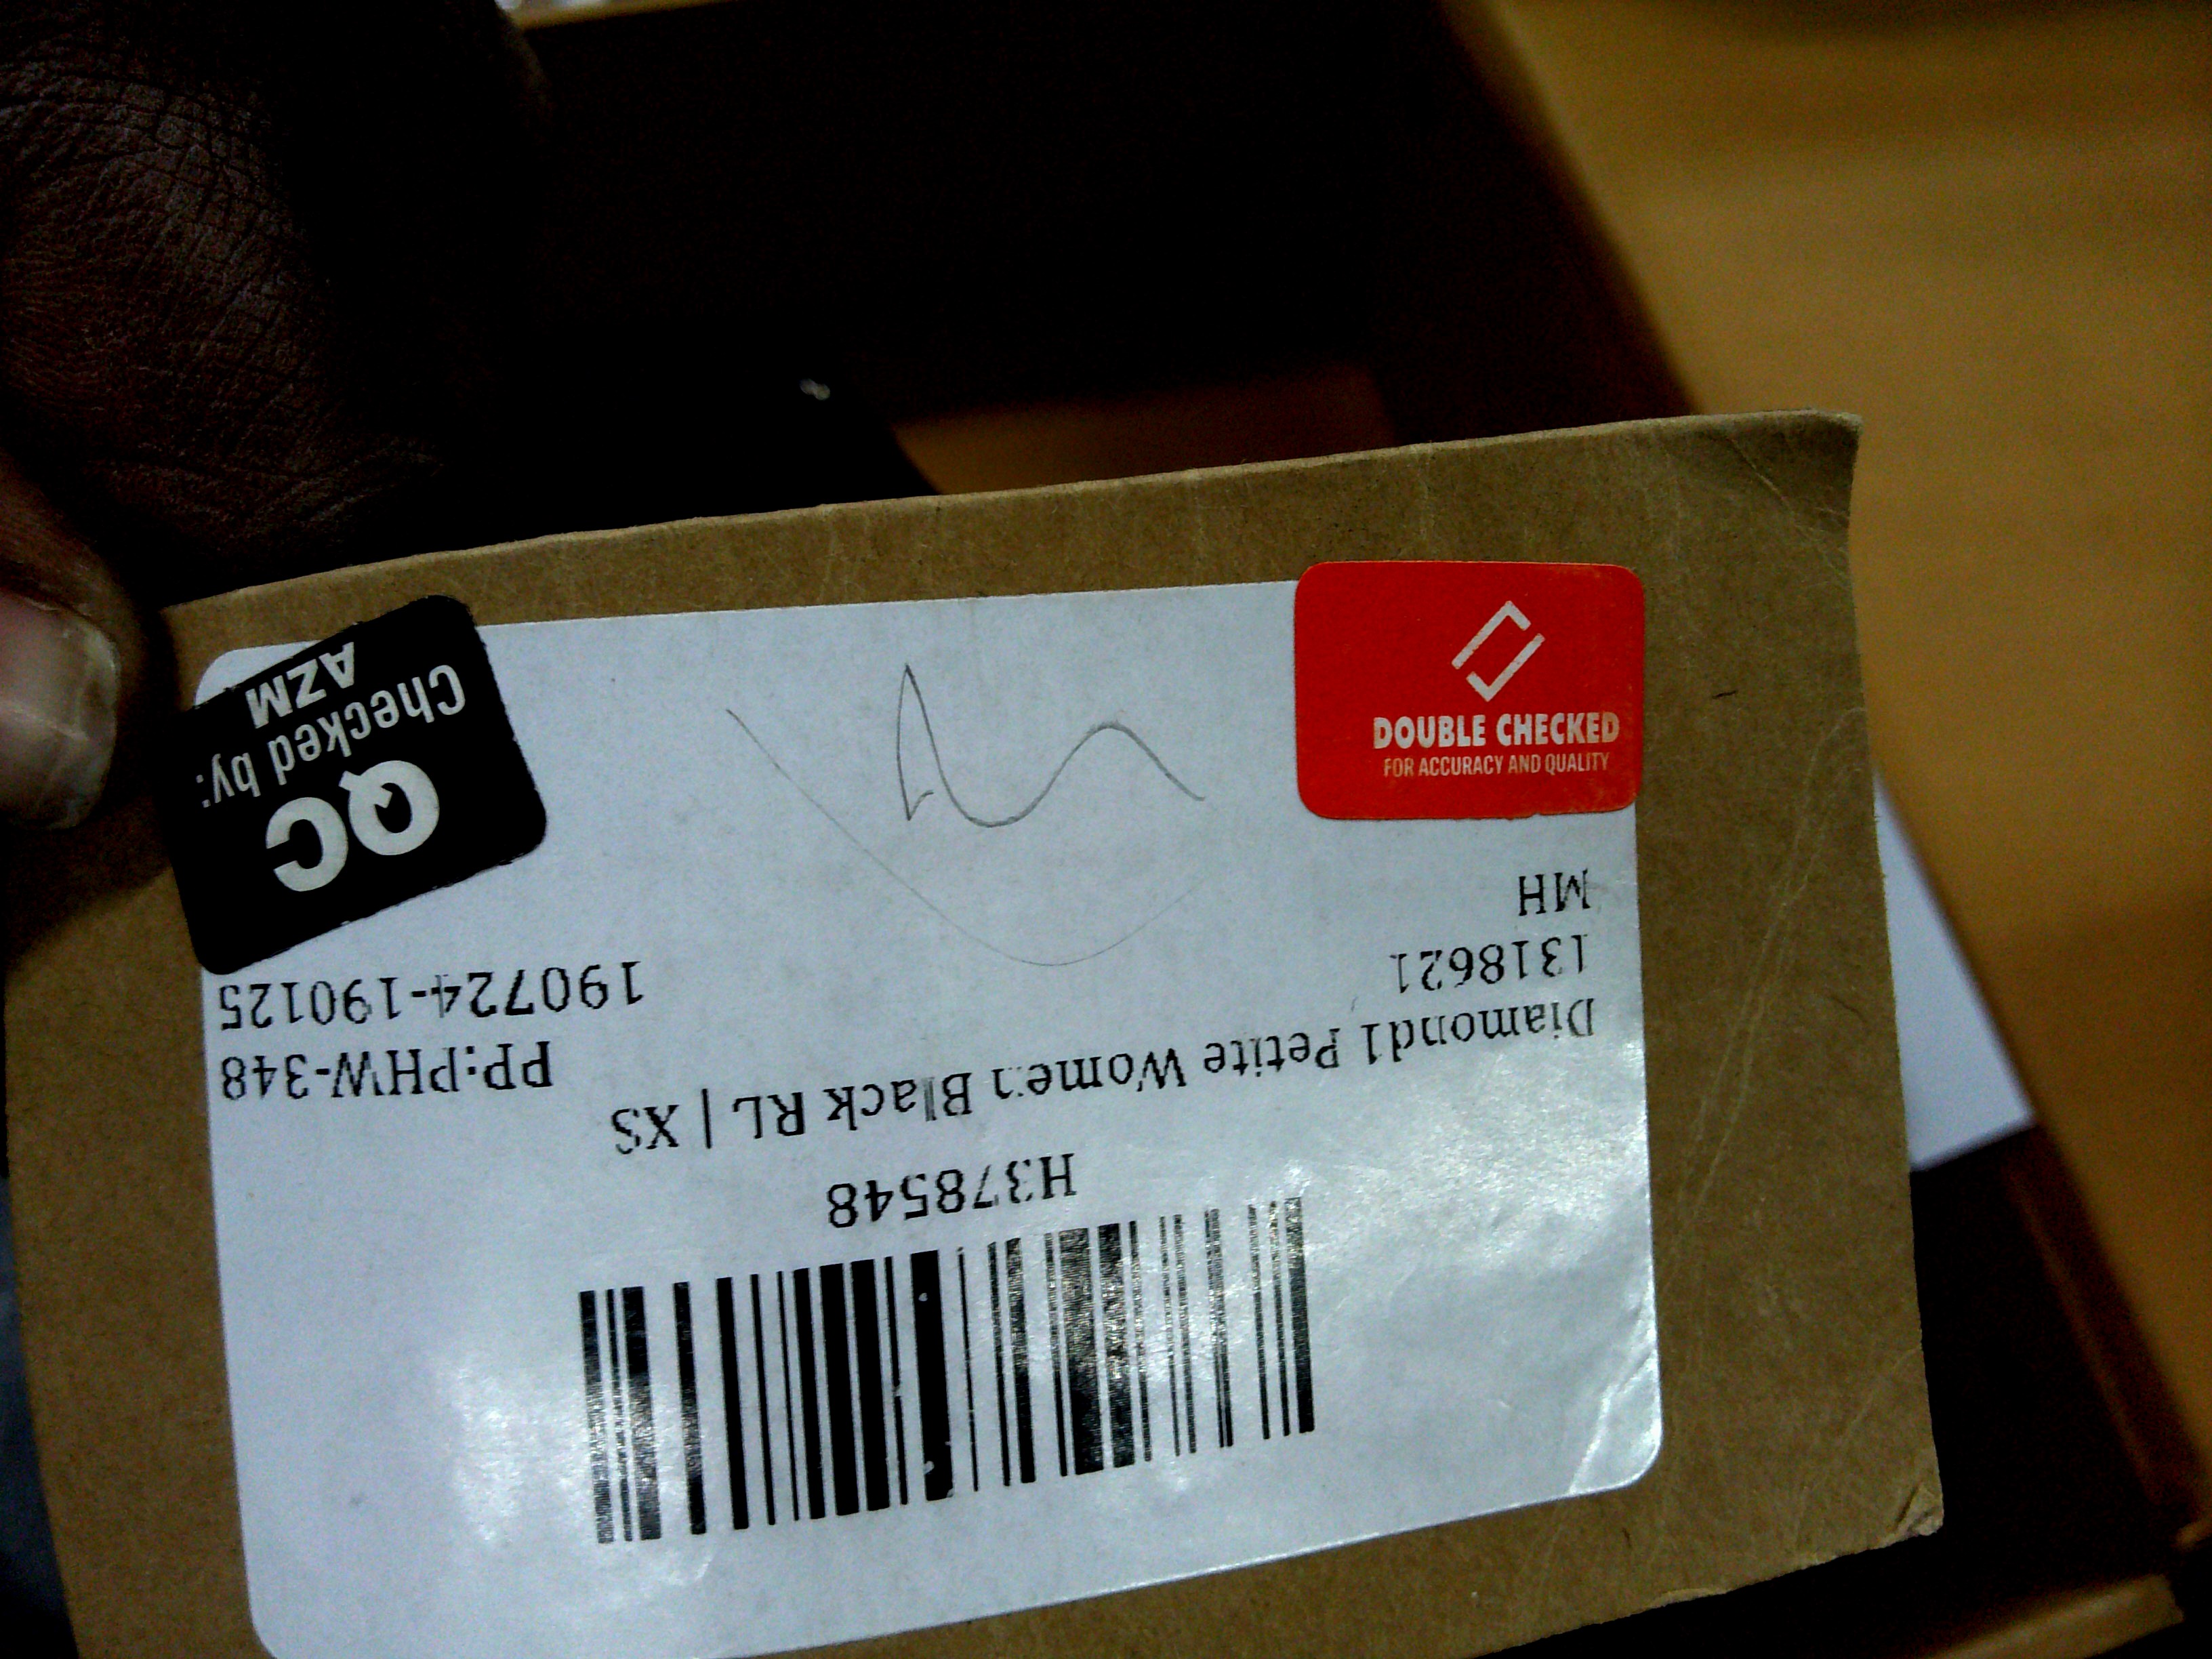 H378548
Diamond1 Petite Women Black RL | XS
1318621
MH
PP:PHW-348
190724-190125
QC
Checked by:
AZM
DOUBLE CHECKED
FOR ACCURACY AND QUALITY